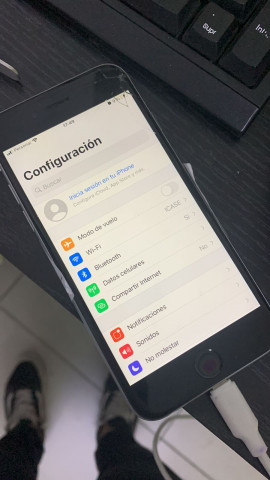 Supr
Personal
17:49
Configuración
Buscar
Inicia sesión en tu iPhone
Configura iCloud, App Store y más.
Modo de vuelo
Wi-Fi
iCASE
Bluetooth
Sí
Datos celulares
Compartir Internet
No
Notificaciones
Sonidos
No molestar